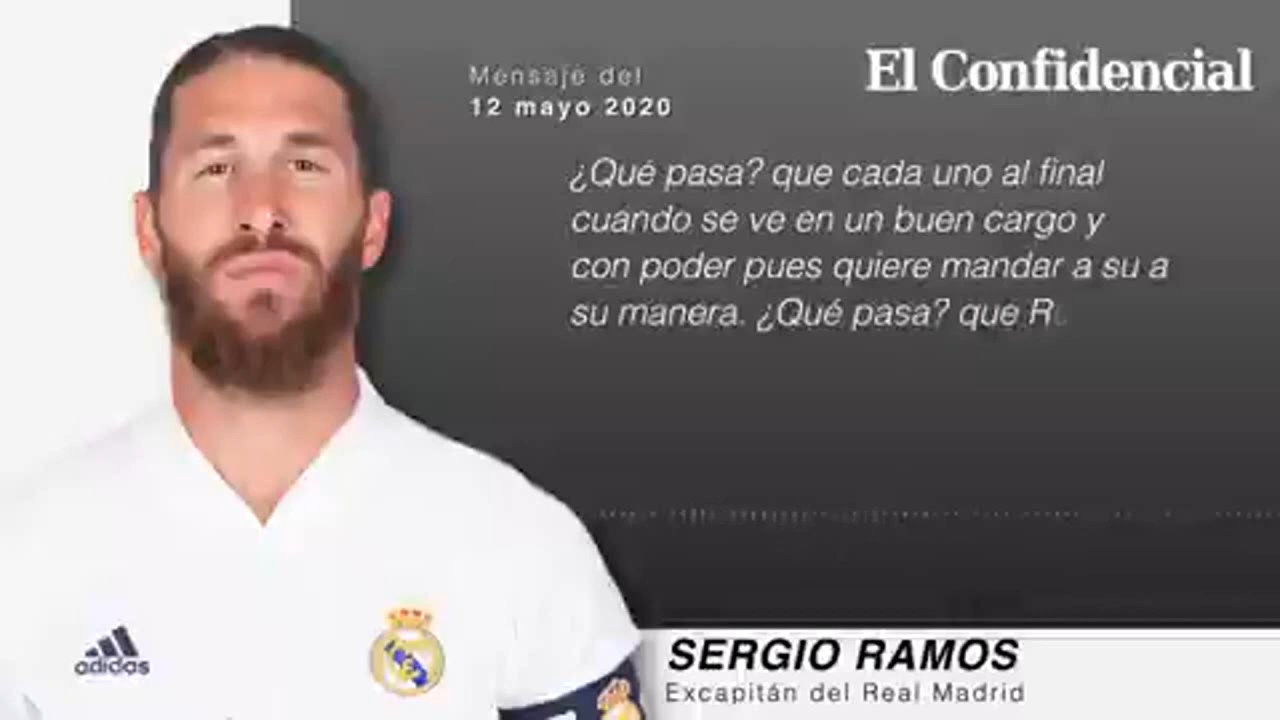 El Confidencial
Mensaje del
12 mayo 2020
¿Qué pasa? que cada uno al final
cuando se ve en un buen cargo y
con poder pues quiere mandar a su a
su manera. ¿Qué pasa? que R
adidas
SERGIO RAMOS
Excapitán del Real Madrid